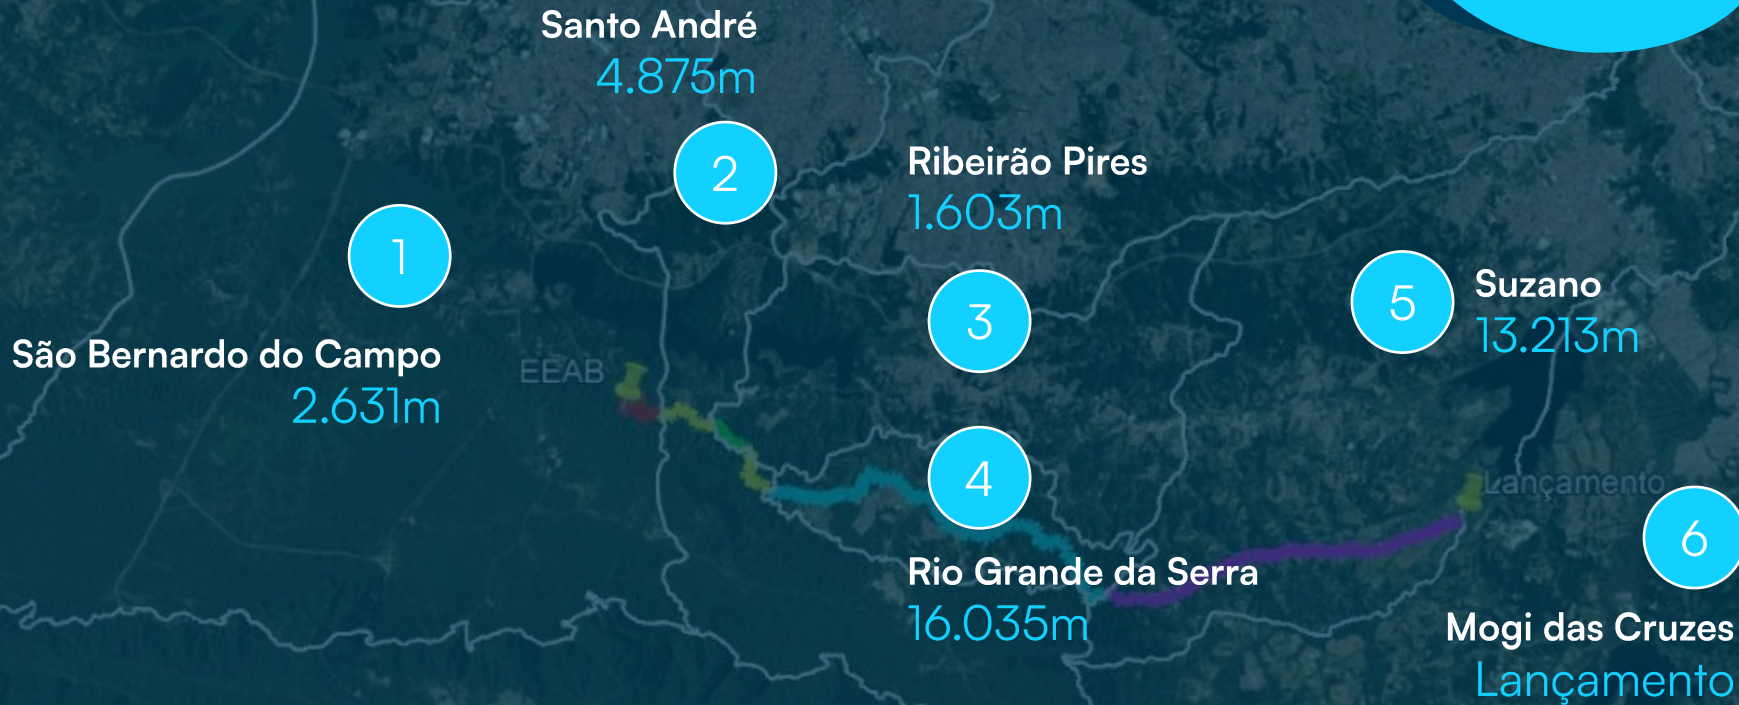 Santo André
4.875m
2
Ribeirão Pires
1.603m
1
3
5
Suzano
13.213m
São Bernardo do Campo
2.631m
EEAB
4
Lançamento
6
Rio Grande da Serra
16.035m
Mogi das Cruzes
Lançamento